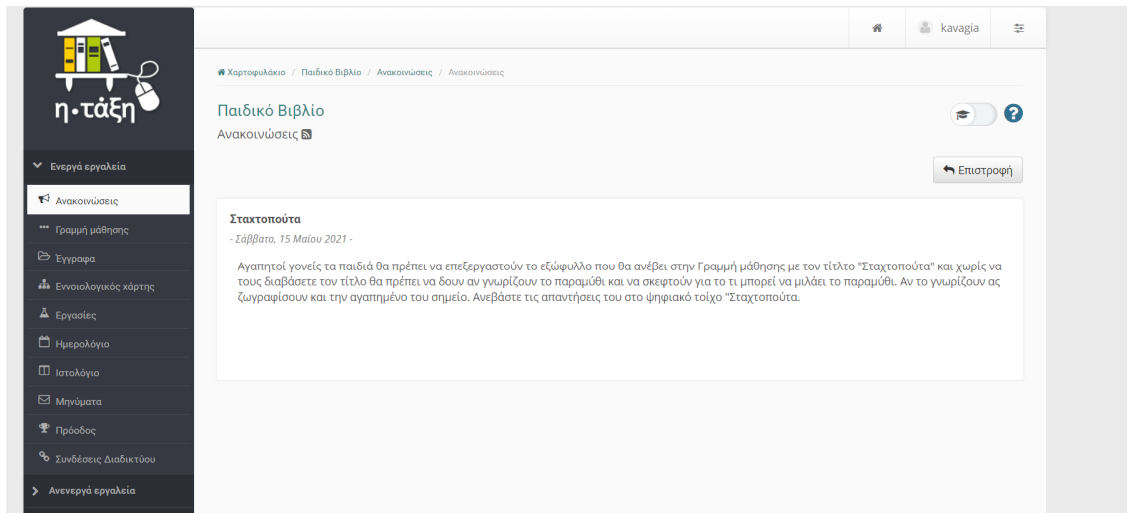 η•τάξη
kavagia
Χαρτοφυλάκιο / Παιδικό Βιβλίο / Ανακοινώσεις / Ανακοινώσεις
Παιδικό Βιβλίο
Ανακοινώσεις
Επιστροφή
Ενεργά εργαλεία
Ανακοινώσεις
Γραμμή μάθησης
Έγγραφα
Εννοιολογικός χάρτης
Εργασίες
Ημερολόγιο
Ιστολόγιο
Μηνύματα
Πρόοδος
Συνδέσεις Διαδικτύου
Ανενεργά εργαλεία
Σταχτοπούτα
- Σάββατο, 15 Μαΐου 2021 -
Αγαπητοί γονείς τα παιδιά θα πρέπει να επεξεργαστούν το εξώφυλλο που θα ανέβει στην Γραμμή μάθησης με τον τίτλτο "Σταχτοπούτα" και χωρίς να
τους διαβάσετε τον τίτλο θα πρέπει να δουν αν γνωρίζουν το παραμύθι και να σκεφτούν για το τι μπορεί να μιλάει το παραμύθι. Αν το γνωρίζουν ας
ζωγραφίσουν και την αγαπημένο του σημείο. Ανεβάστε τις απαντήσεις του στο ψηφιακό τοίχο "Σταχτοπούτα.